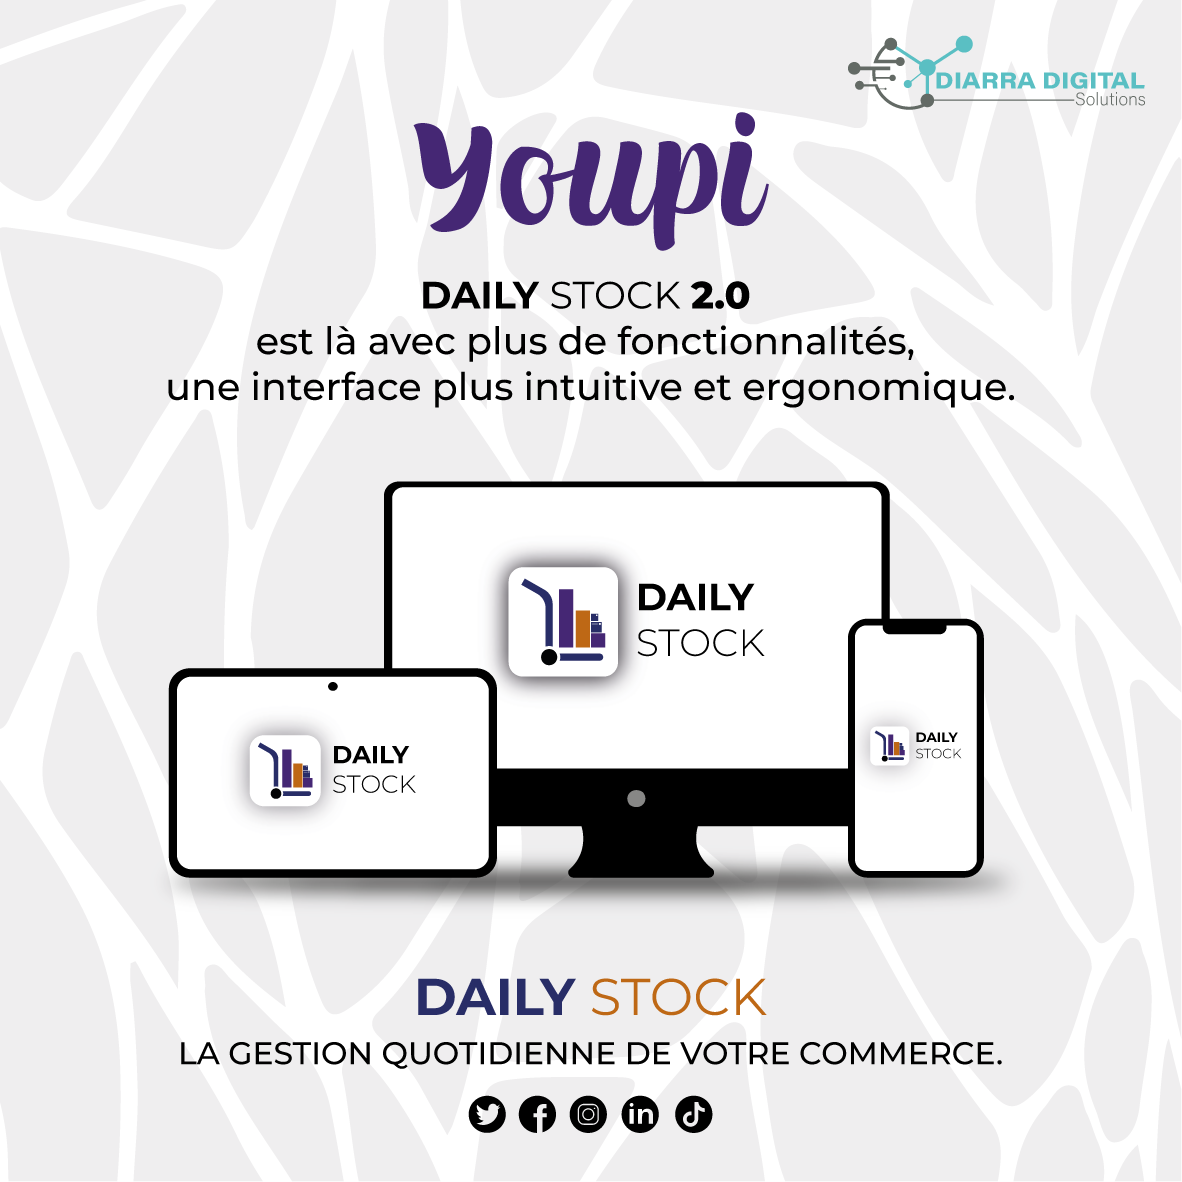 DIARRA DIGITAL
Solutions
Youpi
DAILY STOCK 2.0
est là avec plus de fonctionnalités,
une interface plus intuitive et ergonomique.
DAILY
STOCK
DAILY
STOCK
DAILY
STOCK
DAILY STOCK
LA GESTION QUOTIDIENNE DE VOTRE COMMERCE.